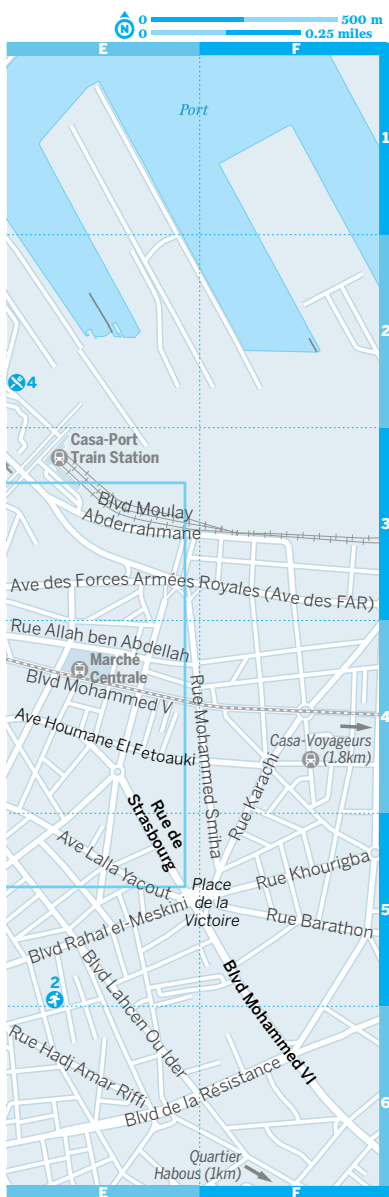 N
0
500 m
0
0.25 miles
E
F
Port
1
2
4
Casa-Port
Train Station
Blvd Moulay
Abderrahmane
3
Ave des Forces Armées Royales (Ave des FAR)
Rue Allah ben Abdellah
Marché
Centrale
Blvd Mohammed V
Rue Mohammed Smiha
4
Ave Houmane El Fetouaki
Casa-Voyageurs
(1.8km)
Rue Karachi
Rue de
Strasbourg
Ave Lalla Yacout
Rue Khourigba
Place
de la
Victoire
5
Rue Barathon
Blvd Rahal el-Meskini
2
Blvd Lahcen Ou Ider
Blvd Mohammed VI
Rue Hadj Amar Riffi
Blvd de la Résistance
6
Quartier
Habous (1km)
E
F